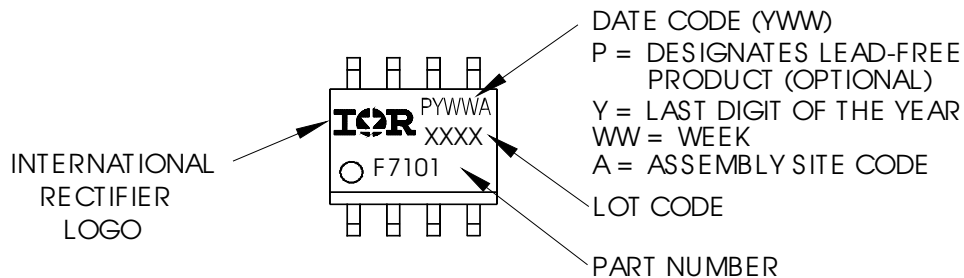 DATE CODE (YWW)
P = DESIGNATES LEAD-FREE
PRODUCT (OPTIONAL)
Y = LAST DIGIT OF THE YEAR
WW = WEEK
A = ASSEMBLY SITE CODE
LOT CODE
PART NUMBER
INTERNATIONAL
RECTIFIER
LOGO
IOR
PYWWA
XXXX
F7101